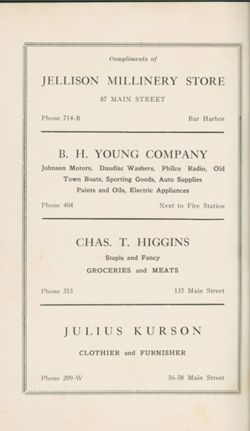 Compliments of
JELLISON MILLINERY STORE
87 MAIN STREET
Phone 714-R Bar Harbor
B. H. YOUNG COMPANY
Johnson Motors, Duodisc Washers, Philco Radio, Old
Town Boats, Sporting Goods, Auto Supplies
Paints and Oils, Electric Appliances
Phone 404 Next to Fire Station
CHAS. T. HIGGINS
Staple and Fancy
GROCERIES and MEATS
Phone 353 135 Main Street
JULIUS KURSON
CLOTHIER and FURNISHER
Phone 209-W 56-58 Main Street